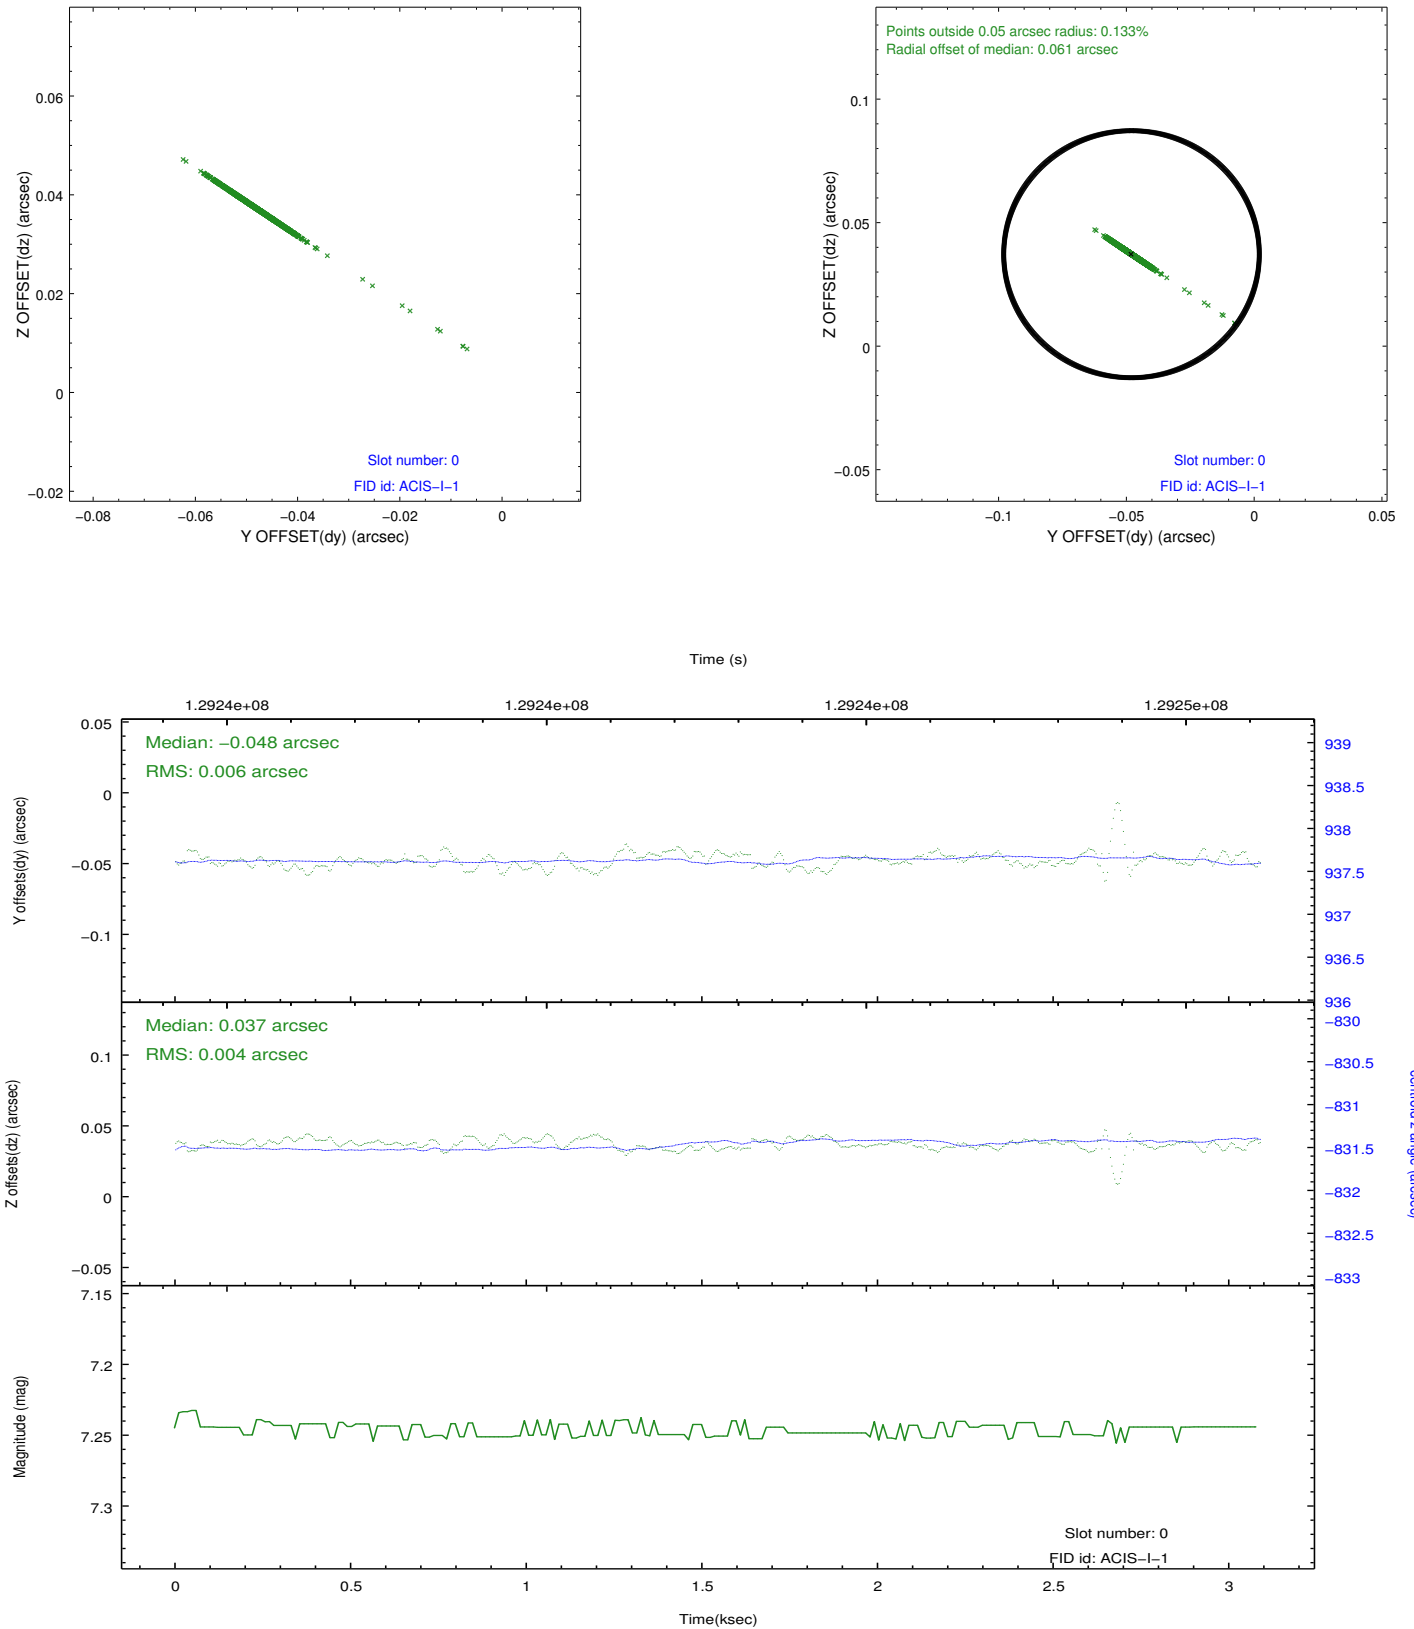 0.06
0.04
0.02
0
−0.02
−0.08
−0.06
−0.04
−0.02
0
Z OFFSET(dz) (arcsec)
Y OFFSET(dy) (arcsec)
Slot number: 0
FID id: ACIS−I−1
Points outside 0.05 arcsec radius: 0.133%
Radial offset of median: 0.061 arcsec
0.1
0.05
0
−0.05
−0.1
−0.05
0
0.05
Z OFFSET(dz) (arcsec)
Y OFFSET(dy) (arcsec)
Slot number: 0
FID id: ACIS−I−1
Time (s)
1.2924e+08
1.2924e+08
1.2924e+08
1.2925e+08
Median: −0.048 arcsec
RMS: 0.006 arcsec
0.05
0
−0.05
−0.1
Y offsets(dy) (arcsec)
939
938.5
938
937.5
937
936.5
936
Median: 0.037 arcsec
RMS: 0.004 arcsec
0.1
0.05
0
−0.05
Z offsets(dz) (arcsec)
−830
−830.5
−831
−831.5
−832
−832.5
−833
7.15
7.2
7.25
7.3
Magnitude (mag)
Slot number: 0
FID id: ACIS−I−1
0
0.5
1
1.5
2
2.5
3
Time(ksec)